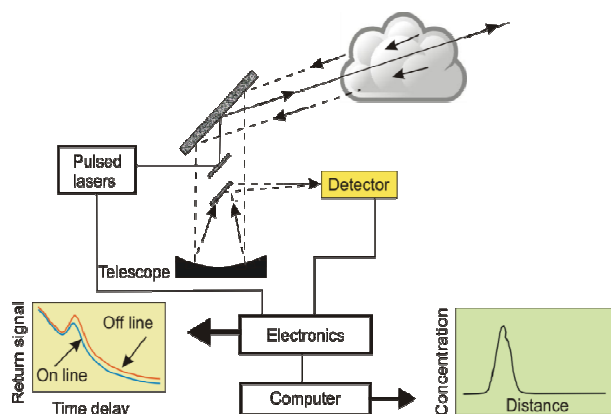 Pulsed
lasers
Detector
Telescope
Return signal
Off line
On line
Time delay
Electronics
Computer
Concentration
Distance